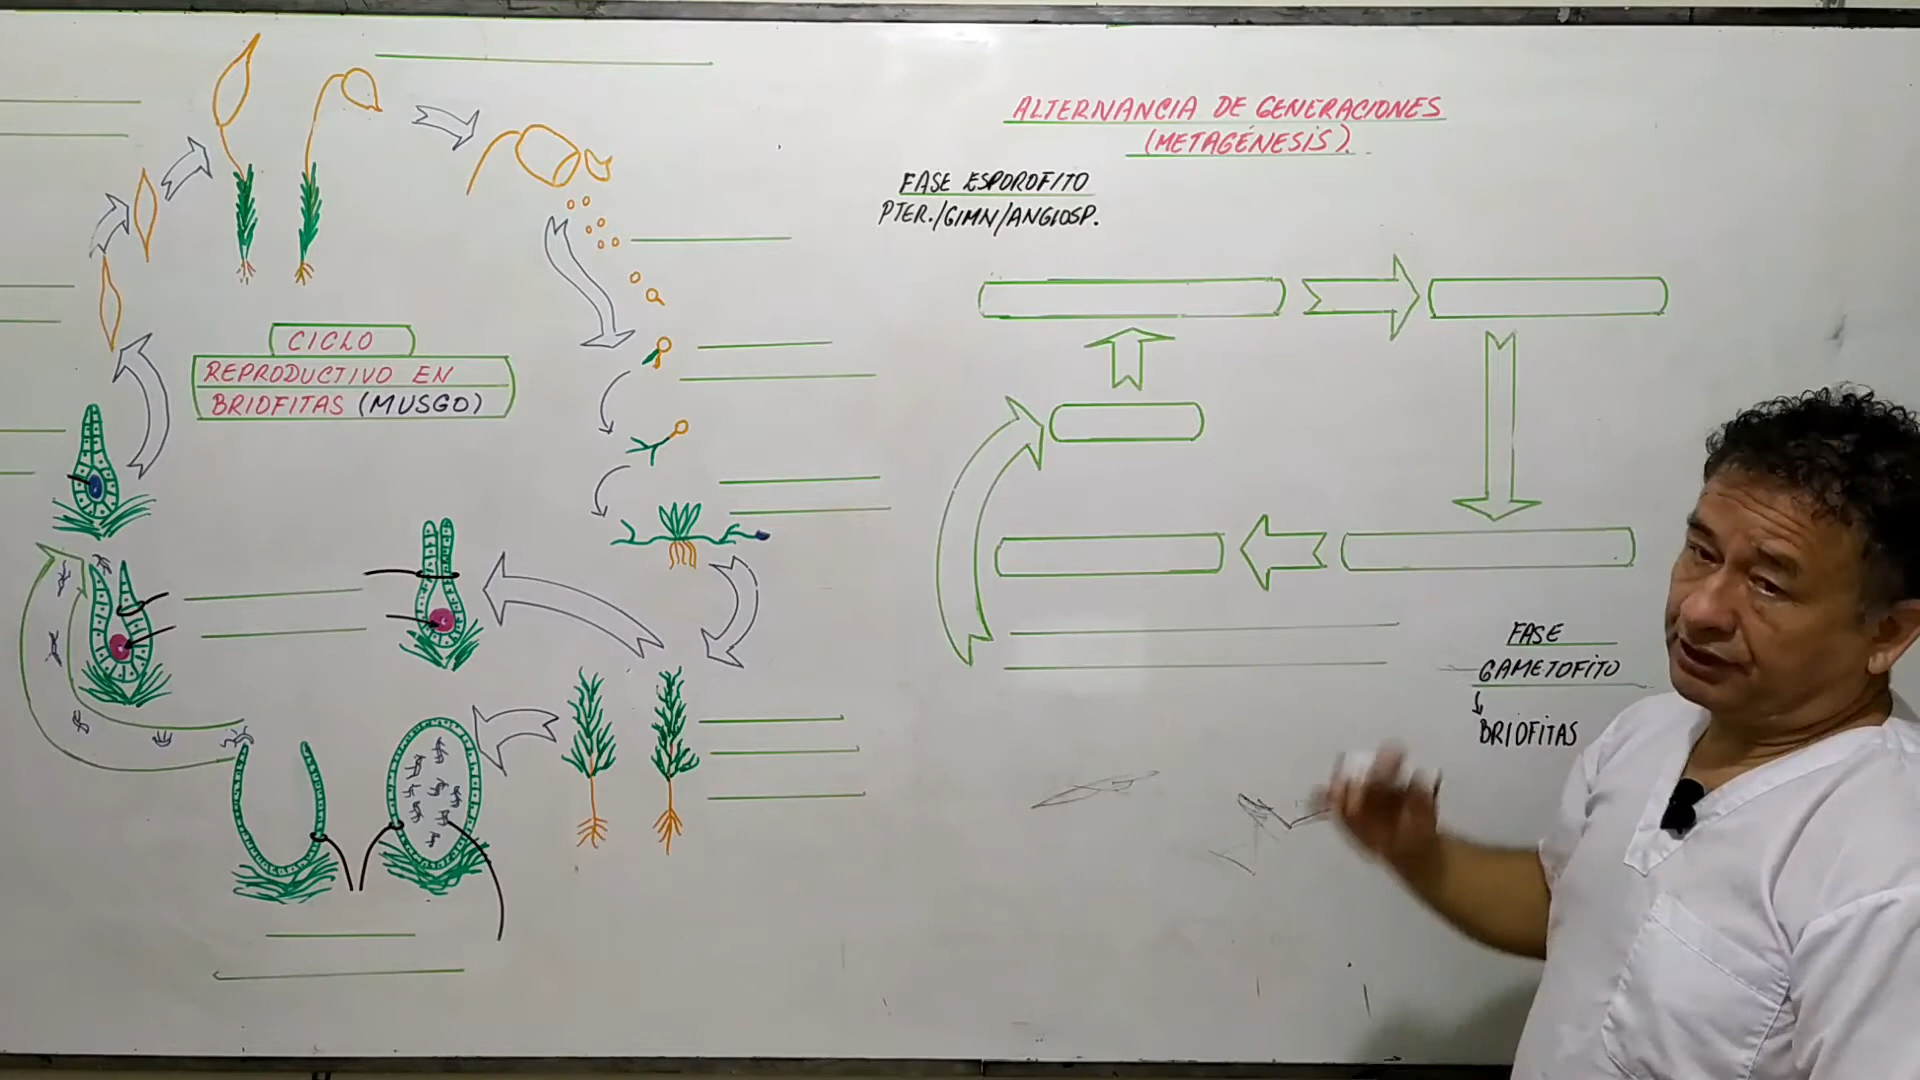 CICLO
REPRODUCTIVO EN
BRIOFITAS (MUSGO)
ALTERNANCIA DE GENERACIONES
(METAGÉNESIS).
FASE ESPOROFITO
PTER./GIMN/ANGIOSP.
FASE
GAMETOFITO
BRIOFITAS